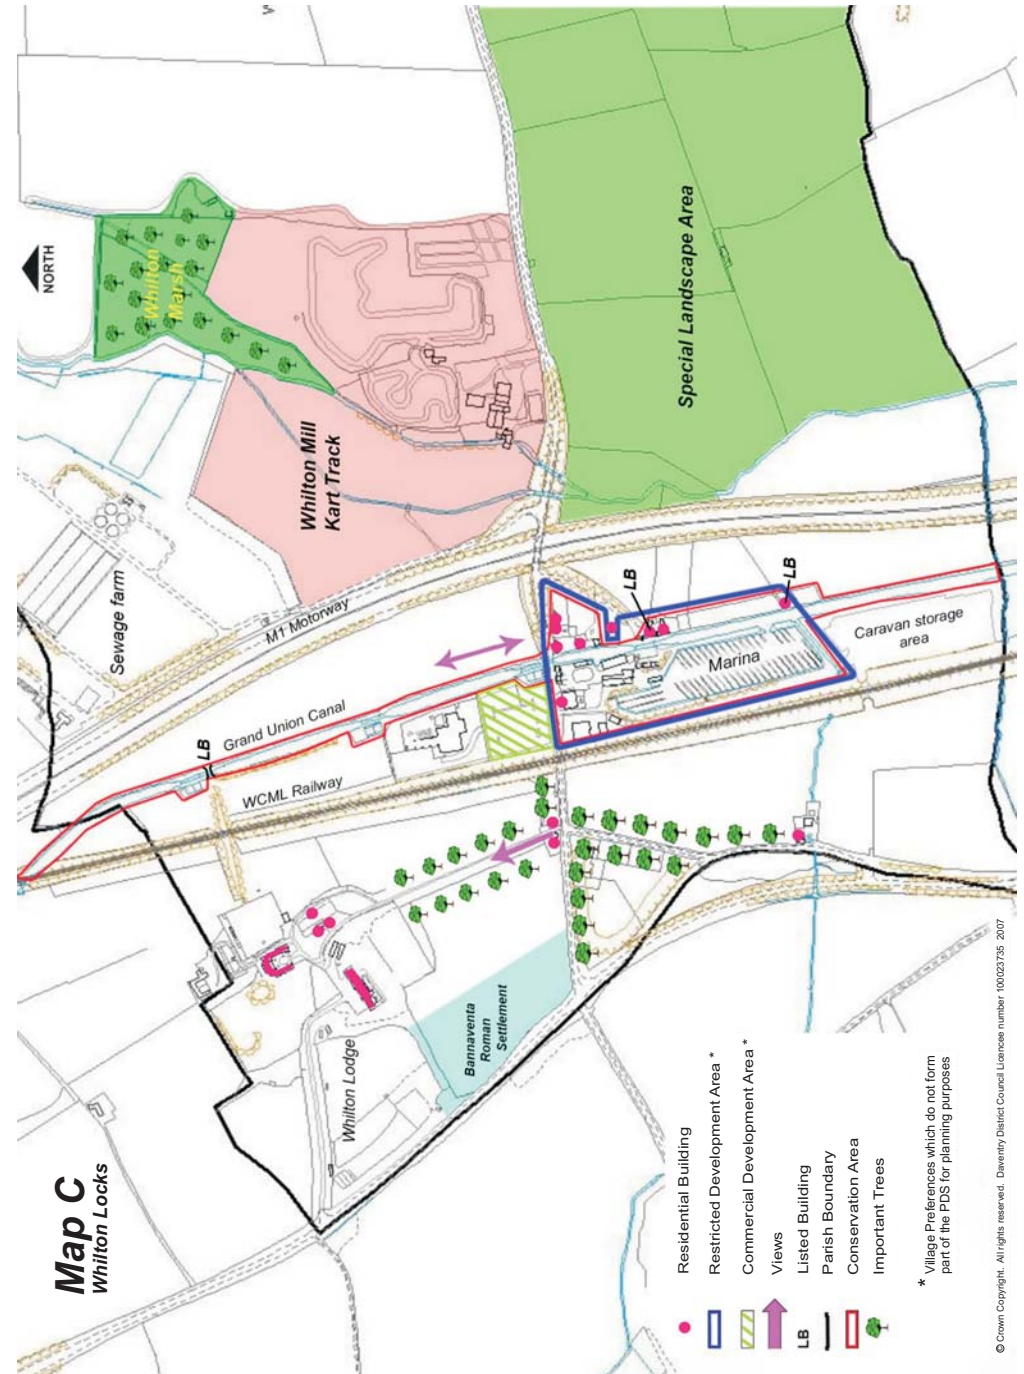 Map C
Whilton Locks
NORTH
Whilton
Marsh
Whilton Mill
Kart Track
Special Landscape Area
Sewage farm
M1 Motorway
Grand Union Canal
LB
WCML Railway
LB
LB
Marina
Caravan storage
area
Whilton Lodge
Bannaventa
Roman
Settlement
Residential Building
Restricted Development Area *
Commercial Development Area *
Views
LB Listed Building
Parish Boundary
Conservation Area
Important Trees
* Village Preferences which do not form
part of the PDS for planning purposes
© Crown Copyright. All rights reserved. Daventry District Council Licencee number 100023735 2007